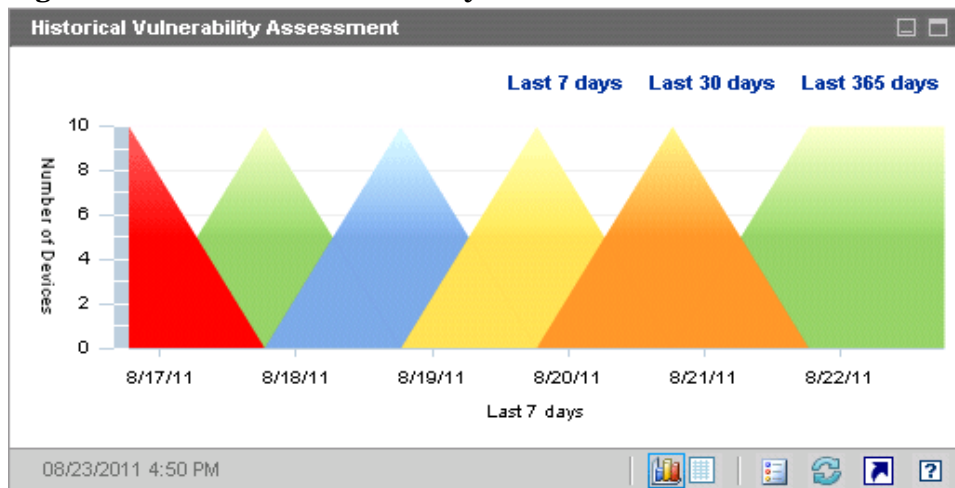 Historical Vulnerability Assessment
Last 7 days Last 30 days Last 365 days
Number of Devices
10
8
6
4
2
0
8/17/11 8/18/11 8/19/11 8/20/11 8/21/11 8/22/11
Last 7 days
08/23/2011 4:50 PM
?